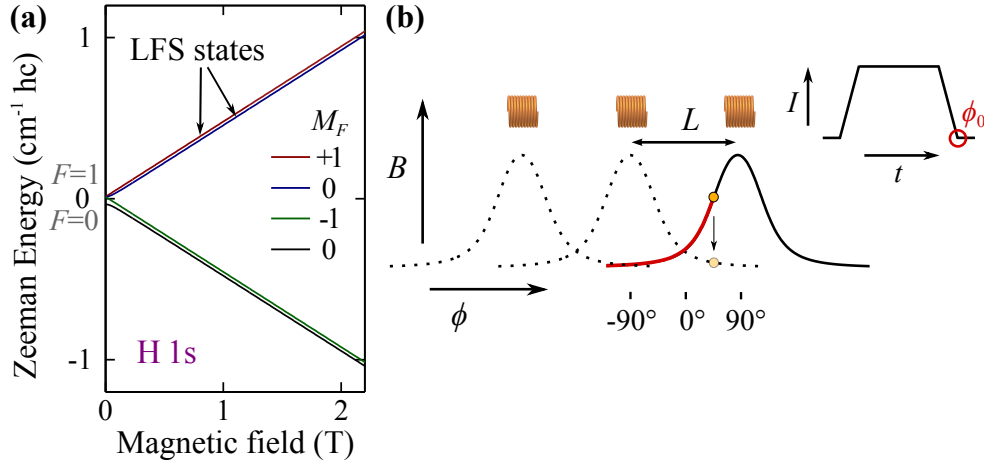 (a)
Zeeman Energy (cm⁻¹ hc)
1
0
-1
LFS states
M_F
+1
0
-1
0
F=1
F=0
H 1s
0
1
2
Magnetic field (T)
(b)
B
L
I
ϕ₀
t
ϕ
-90°
0°
90°